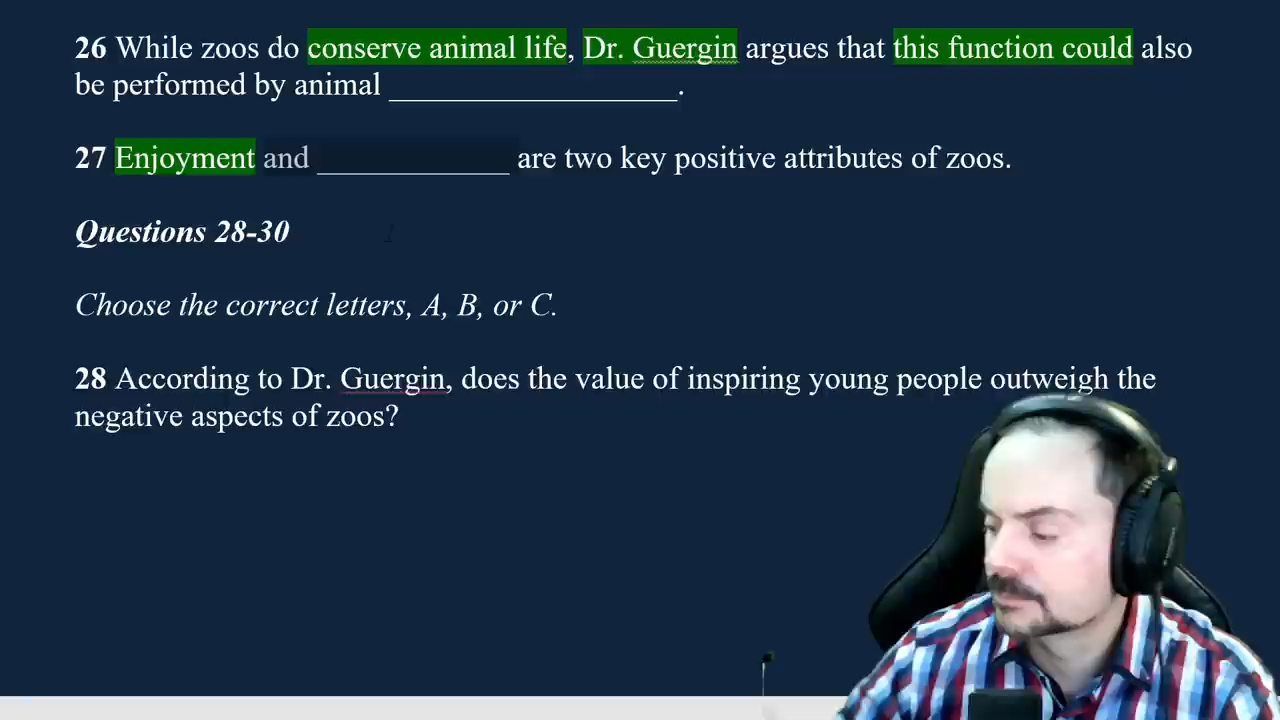 26 While zoos do conserve animal life, Dr. Guergin argues that this function could also
be performed by animal __________________.
27 Enjoyment and ____________ are two key positive attributes of zoos.
Questions 28-30
Choose the correct letters, A, B, or C.
28 According to Dr. Guergin, does the value of inspiring young people outweigh the
negative aspects of zoos?